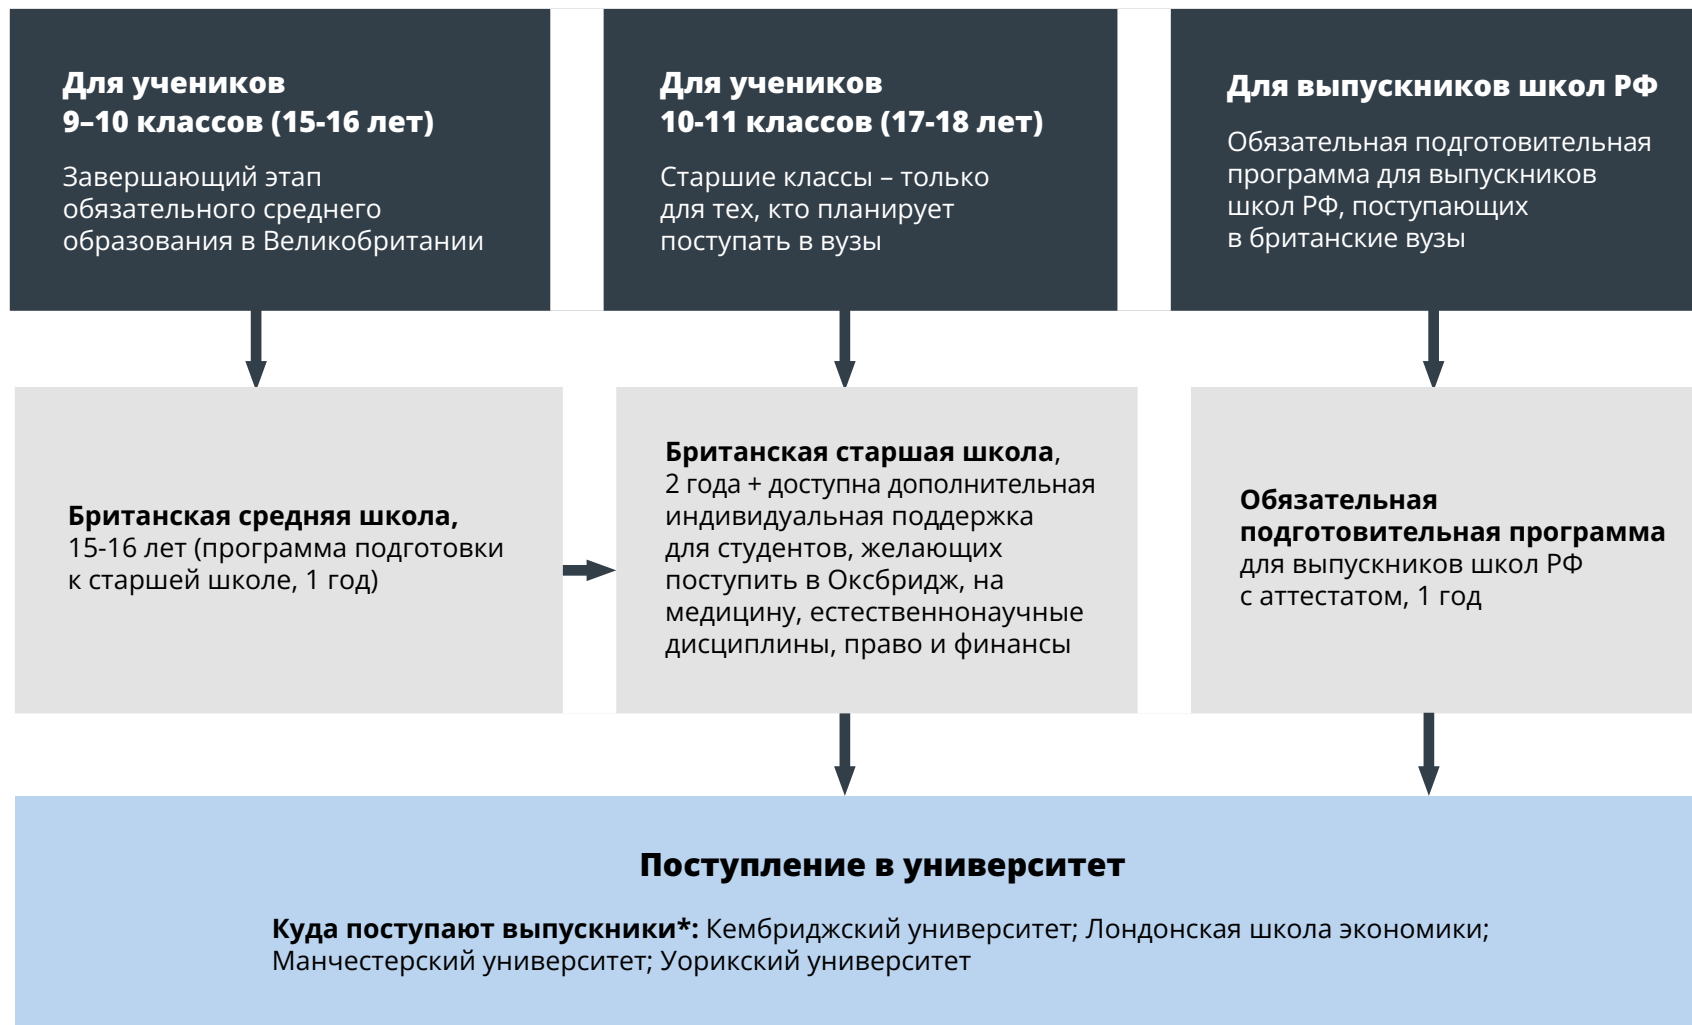 Для учеников
9–10 классов (15-16 лет)
Завершающий этап
обязательного среднего
образования в Великобритании
Для учеников
10-11 классов (17-18 лет)
Старшие классы – только
для тех, кто планирует
поступать в вузы
Для выпускников школ РФ
Обязательная подготовительная
программа для выпускников
школ РФ, поступающих
в британские вузы
Британская средняя школа,
15-16 лет (программа подготовки
к старшей школе, 1 год)
Британская старшая школа,
2 года + доступна дополнительная
индивидуальная поддержка
для студентов, желающих
поступить в Оксбридж, на
медицину, естественнонаучные
дисциплины, право и финансы
Обязательная
подготовительная программа
для выпускников школ РФ
с аттестатом, 1 год
Поступление в университет
Куда поступают выпускники*: Кембриджский университет; Лондонская школа экономики;
Манчестерский университет; Уорикский университет